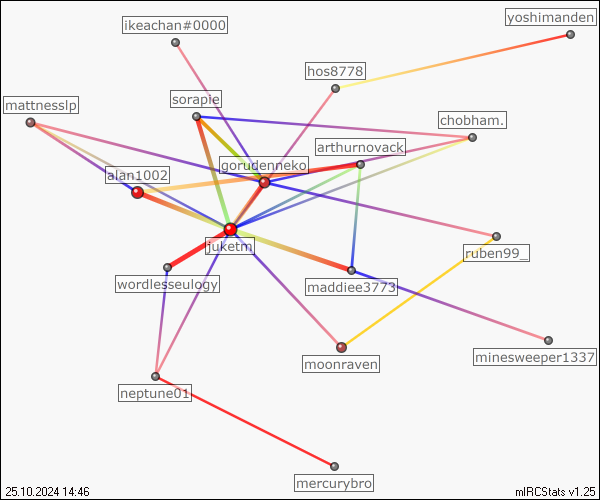 ikeachan#0000
yoshimanden
hos8778
mattnesslp
sorapie
chobham.
arthurnovack
gorudenneko
alan1002
juketm
ruben99_
wordlesseulogy
maddiee3773
moonraven
minesweeper1337
neptune01
mercurybro
25.10.2024 14:46
mIRCStats v1.25